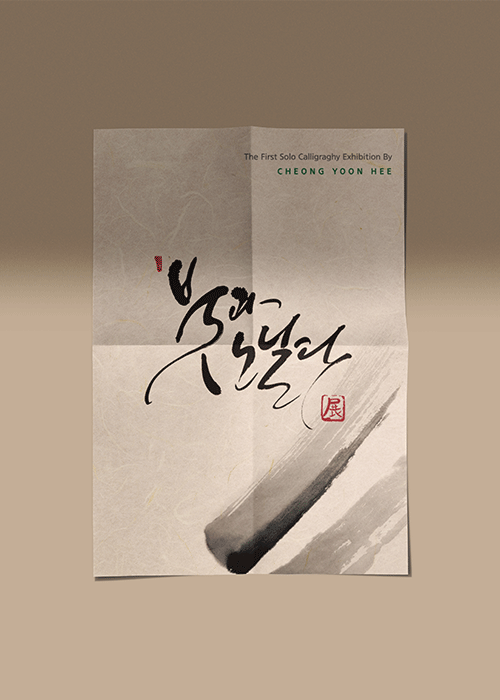 The First Solo Calligraghy Exhibition By
CHEONG YOON HEE
붓과
노닐다
展